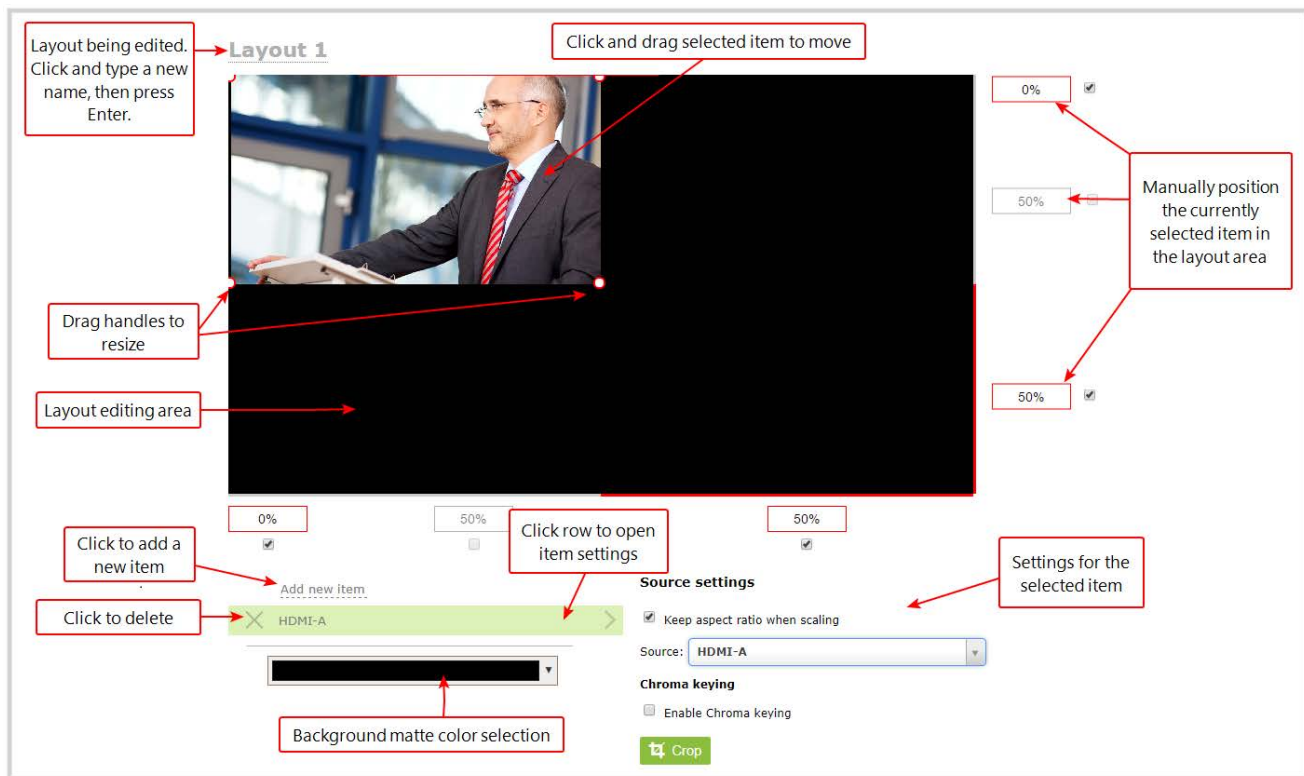 Layout being edited.
Click and type a new
name, then press
Enter.
Layout 1
Click and drag selected item to move
0%
Manually position
the currently
selected item in
the layout area
50%
Drag handles to
resize
Layout editing area
50%
0%
50%
50%
Click row to open
item settings
Click to add a
new item
Add new item
Click to delete
HDMI-A
Background matte color selection
Settings for the
selected item
Source settings
Keep aspect ratio when scaling
Source: HDMI-A
Chroma keying
Enable Chroma keying
Crop